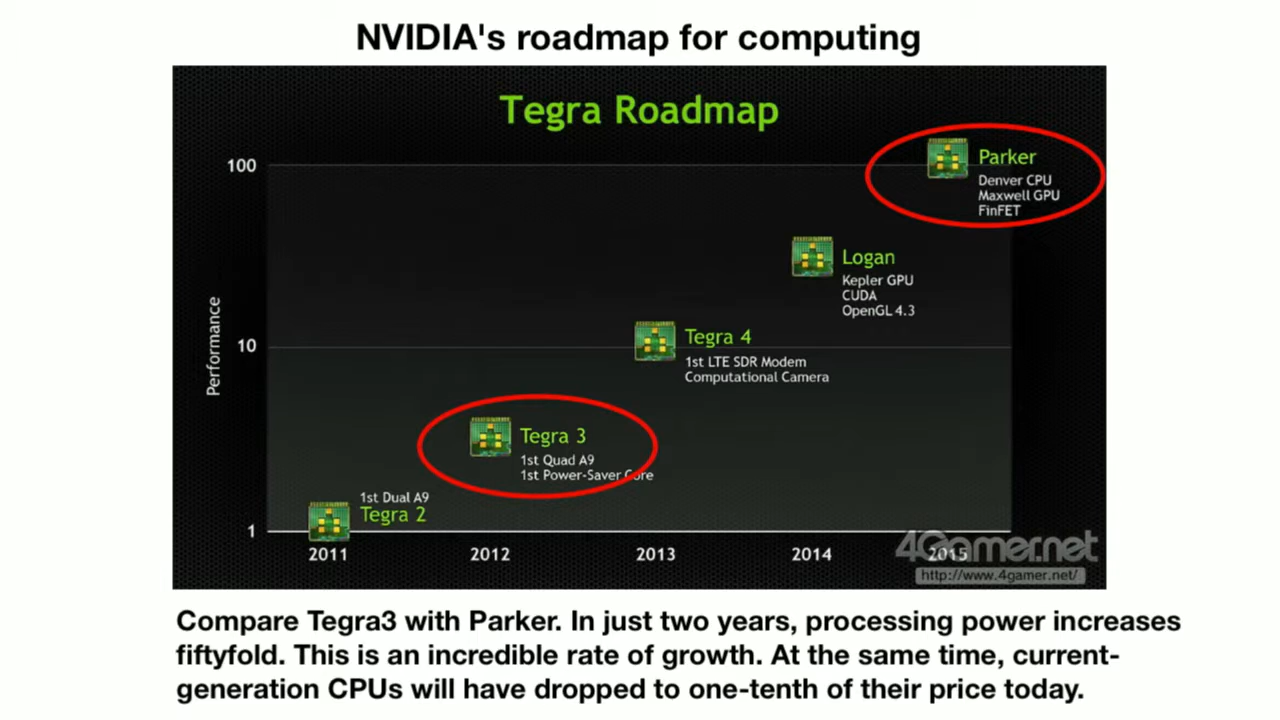 NVIDIA's roadmap for computing
Tegra Roadmap
100
Parker
Denver CPU
Maxwell GPU
FinFET
Logan
Kepler GPU
CUDA
OpenGL 4.3
Performance
10
Tegra 4
1st LTE SDR Modem
Computational Camera
Tegra 3
1st Quad A9
1st Power-Saver Core
1st Dual A9
Tegra 2
1
2011 2012 2013 2014 2015
4Gamer.net
http://www.4gamer.net/
Compare Tegra3 with Parker. In just two years, processing power increases
fiftyfold. This is an incredible rate of growth. At the same time, current-
generation CPUs will have dropped to one-tenth of their price today.